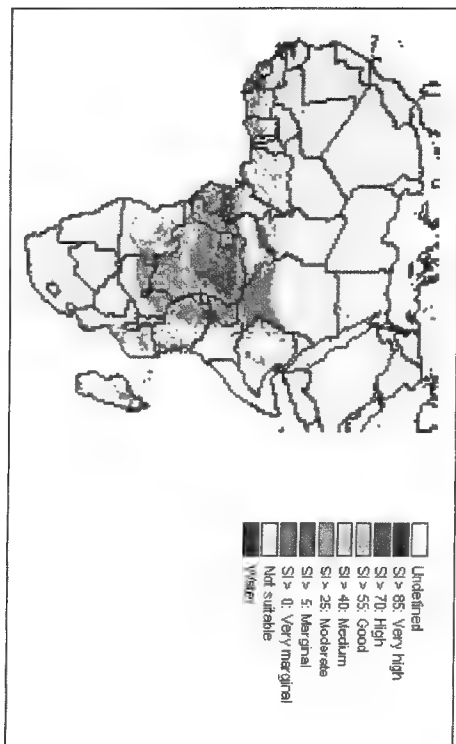 Undefined
SI > 85: Very high
SI > 70: High
SI > 55: Good
SI > 40: Medium
SI > 25: Moderate
SI > 5: Marginal
SI > 0: Very marginal
Not suitable
Water